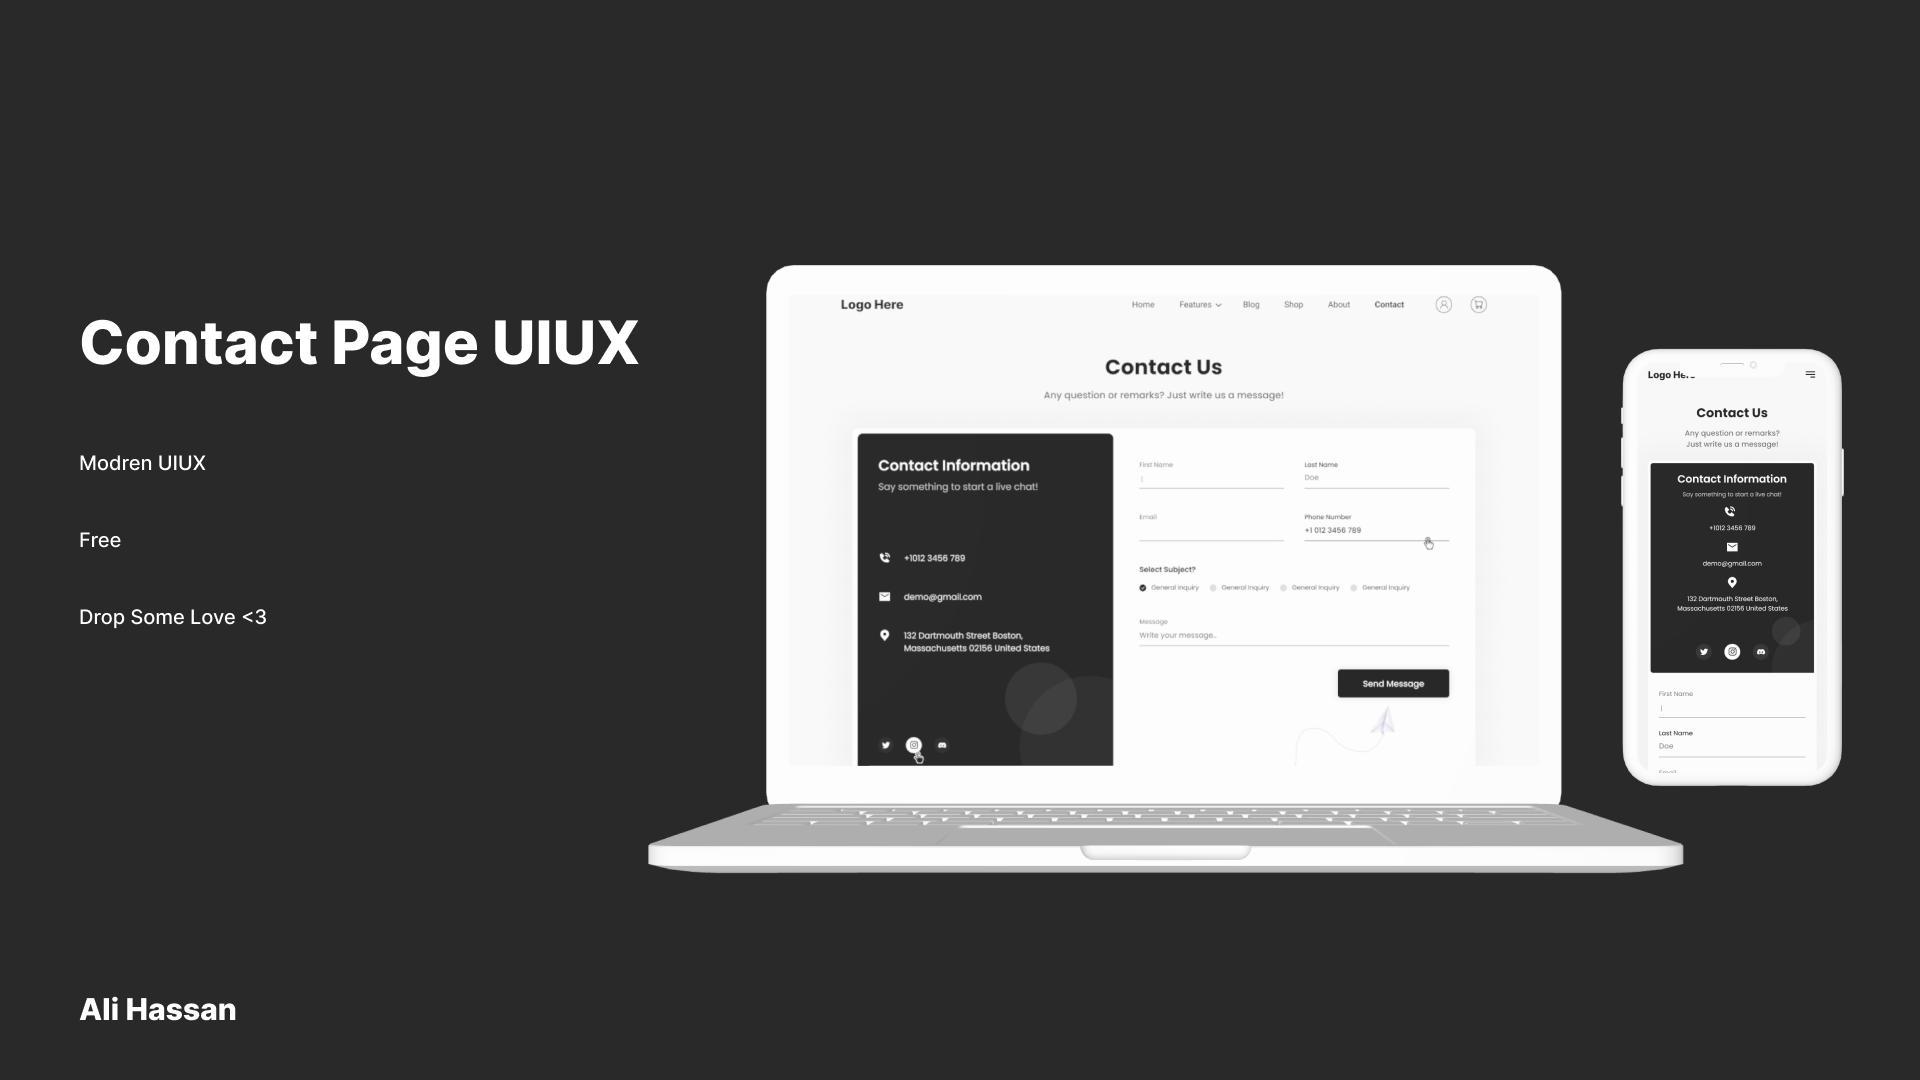 Contact Page UIUX
Modren UIUX
Free
Drop Some Love <3
Ali Hassan
Logo Here
Home Features Blog Shop About Contact
Contact Us
Any question or remarks? Just write us a message!
Contact Information
Say something to start a live chat!
+1012 3456 789
demo@gmail.com
132 Dartmouth Street Boston,
Massachusetts 02156 United States
First Name Last Name
Doe
Email Phone Number
+1 012 3456 789
Select Subject?
General Inquiry General Inquiry General Inquiry General Inquiry
Message
Write your message..
Send Message
Logo
Contact Us
Any question or remarks?
Just write us a message!
Contact Information
Say something to start a live chat!
+1012 3456 789
demo@gmail.com
132 Dartmouth Street Boston,
Massachusetts 02156 United States
First Name
Last Name
Doe